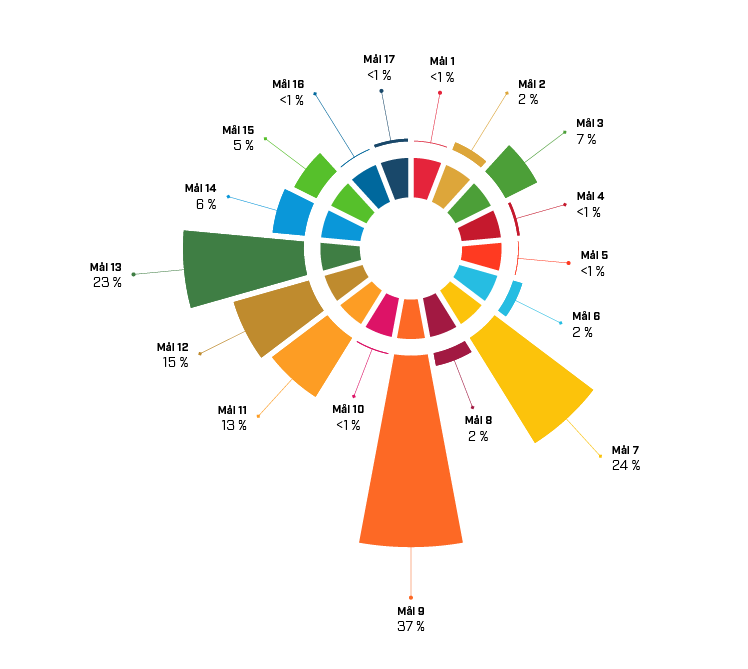 Mål 1
<1 %
Mål 2
2 %
Mål 3
7 %
Mål 4
<1 %
Mål 5
<1 %
Mål 6
2 %
Mål 7
24 %
Mål 8
2 %
Mål 9
37 %
Mål 10
<1 %
Mål 11
13 %
Mål 12
15 %
Mål 13
23 %
Mål 14
6 %
Mål 15
5 %
Mål 16
<1 %
Mål 17
<1 %